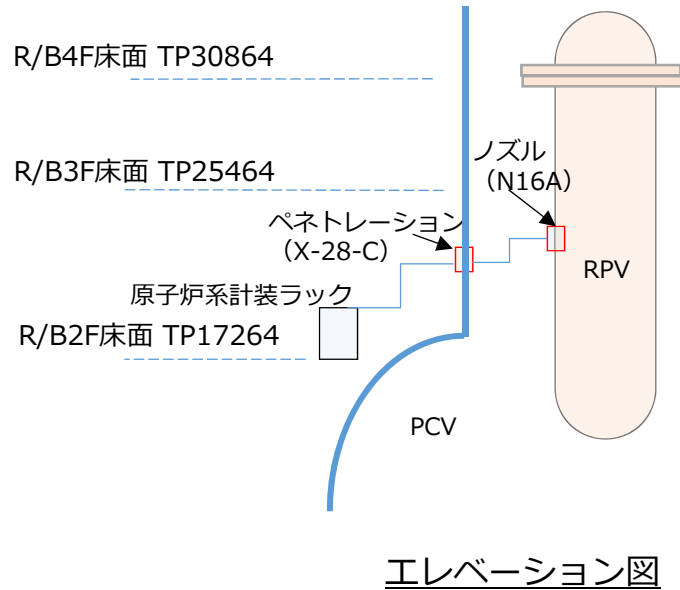 R/B4F床面 TP30864
R/B3F床面 TP25464
ノズル
（N16A）
ペネトレーション
（X-28-C）
RPV
原子炉系計装ラック
R/B2F床面 TP17264
PCV
エレベーション図